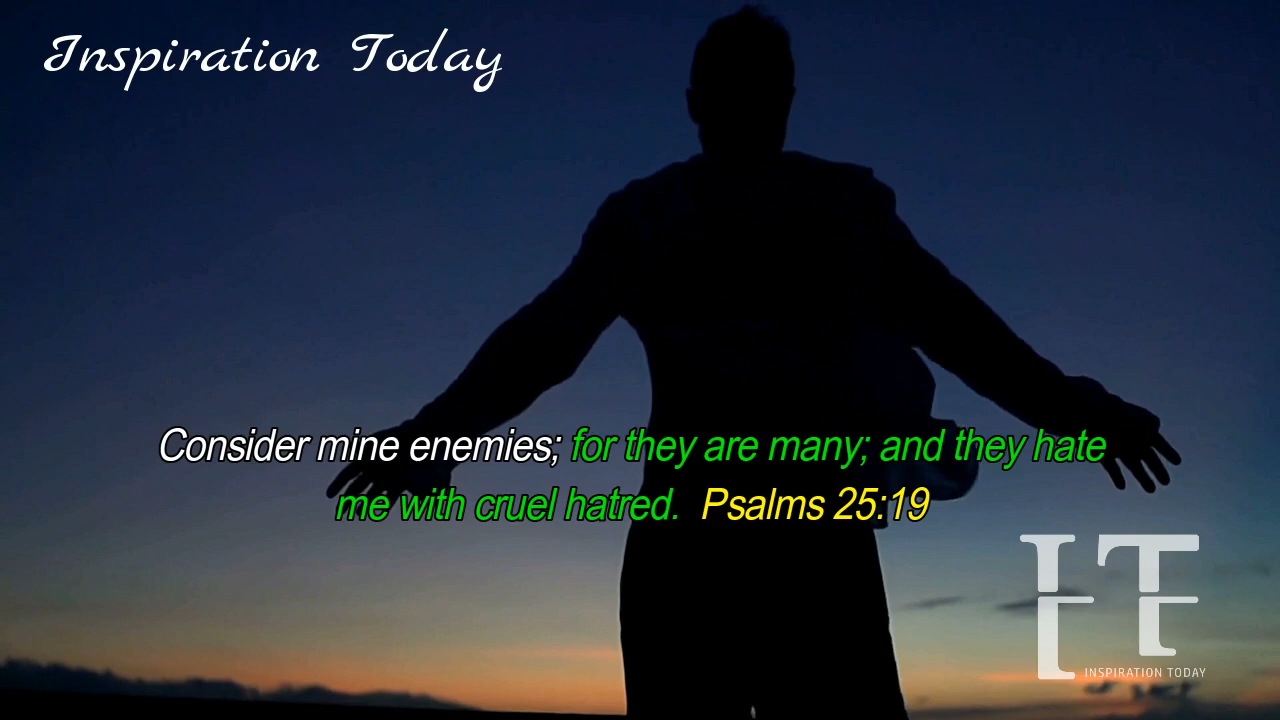 Inspiration Today
Consider mine enemies; for they are many; and they hate
me with cruel hatred. Psalms 25:19
IT
INSPIRATION TODAY